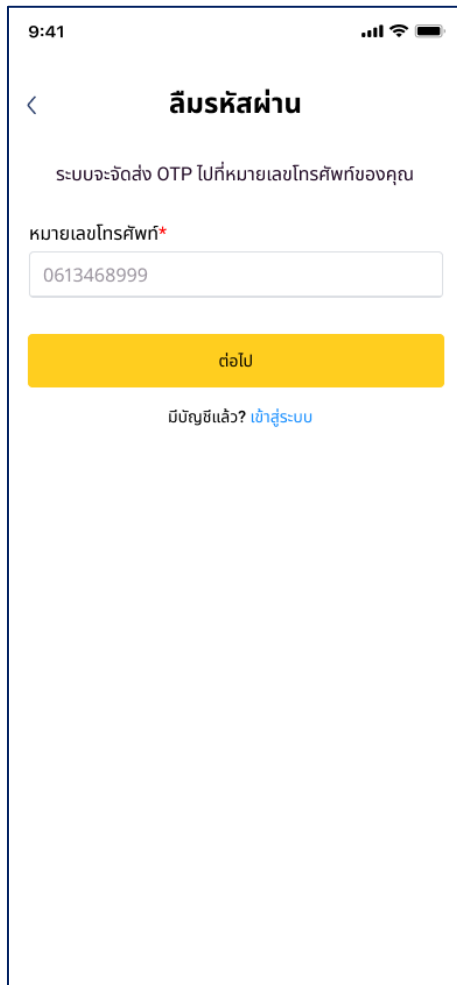 9:41
ลืมรหัสผ่าน
ระบบจะจัดส่ง OTP ไปที่หมายเลขโทรศัพท์ของคุณ
หมายเลขโทรศัพท์*
0613468999
ต่อไป
มีบัญชีแล้ว? เข้าสู่ระบบ